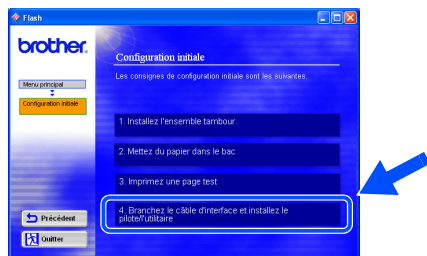 Flash
brother.
Configuration initiale
Les consignes de configuration initiale sont les suivantes.
Menu principal
Configuration initiale
1. Installez l'ensemble tambour.
2. Mettez du papier dans le bac
3. Imprimez une page test
4. Branchez le câble d'interface et installez le
pilote/l'utilitaire
Précédent
Quitter